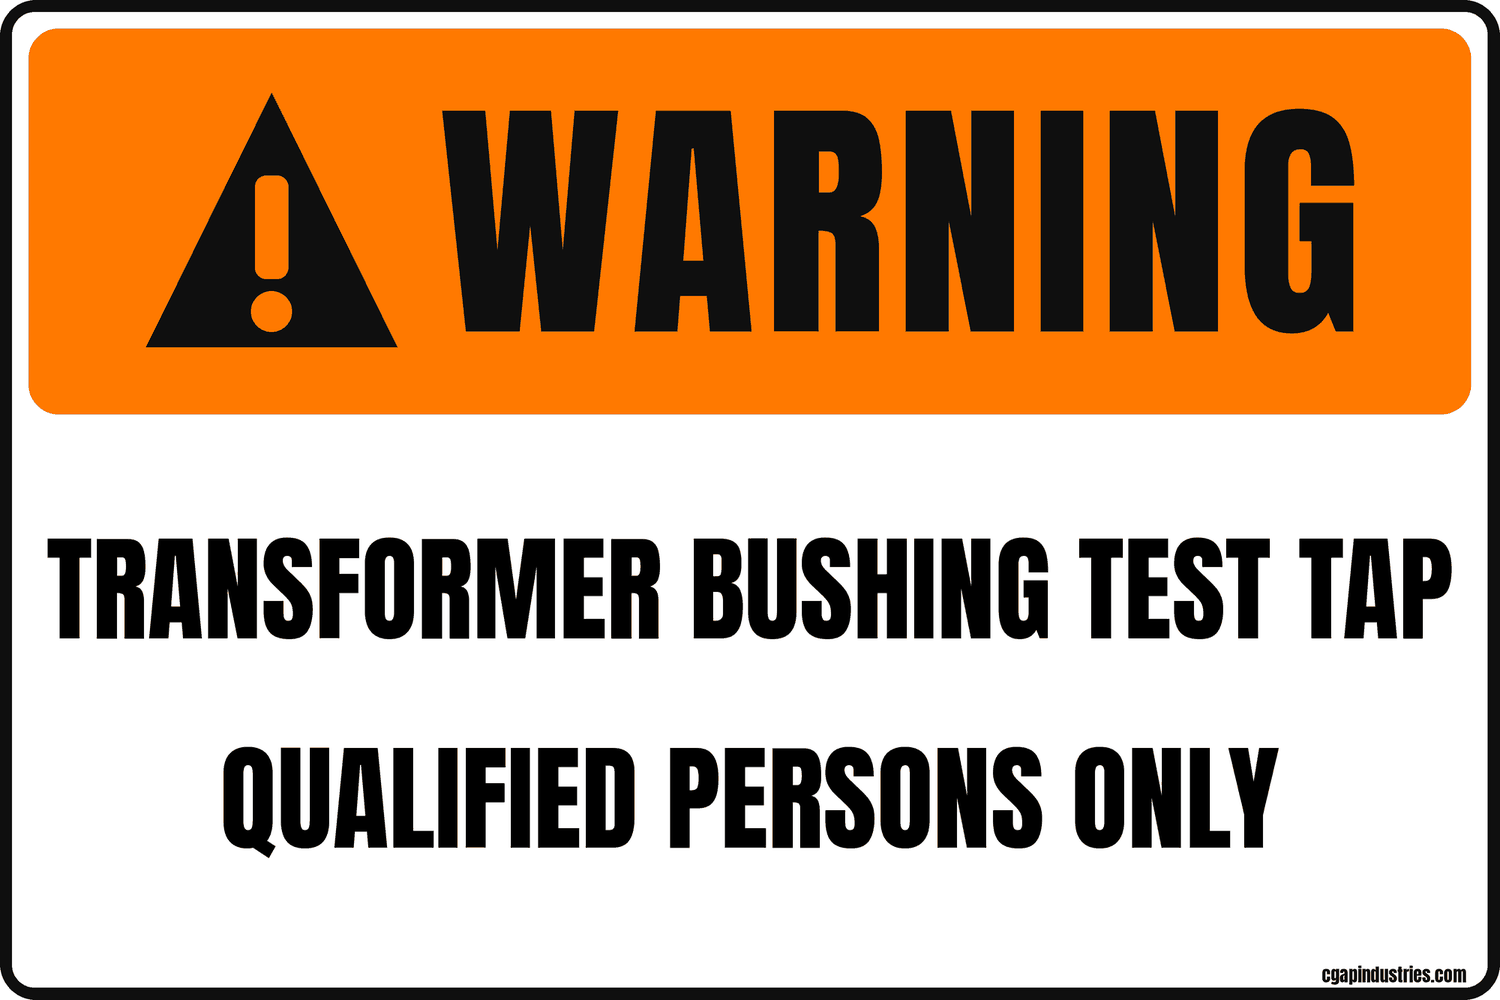 WARNING
TRANSFORMER BUSHING TEST TAP
QUALIFIED PERSONS ONLY
cgapindustries.com